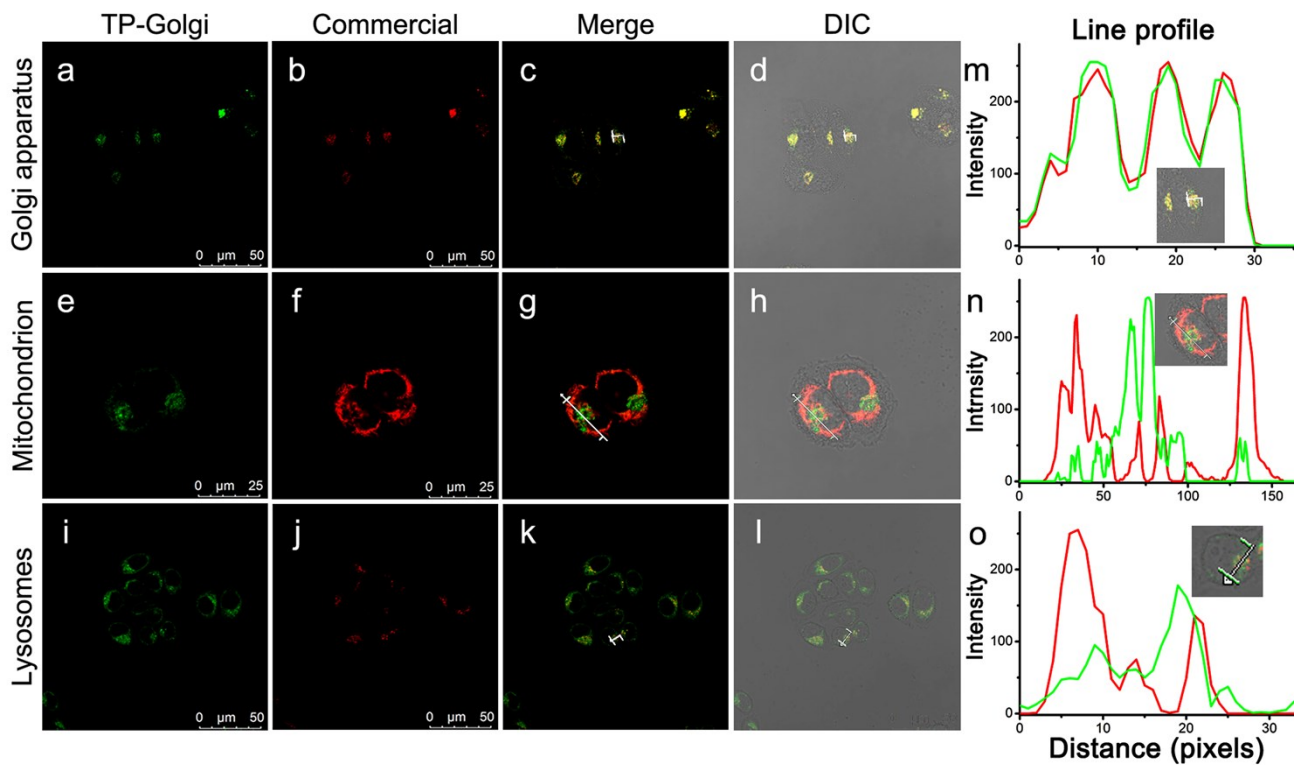 TP-Golgi Commercial Merge DIC Line profile
Golgi apparatus
a b c d m
0 µm 50 0 µm 50
Intensity
200
100
0
0 10 20 30
Mitochondrion
e f g h n
0 µm 25 0 µm 25
Intrnsity
200
100
0
0 50 100 150
Lysosomes
i j k l o
0 µm 50 0 µm 50
Intensity
200
100
0
0 10 20 30
Distance (pixels)